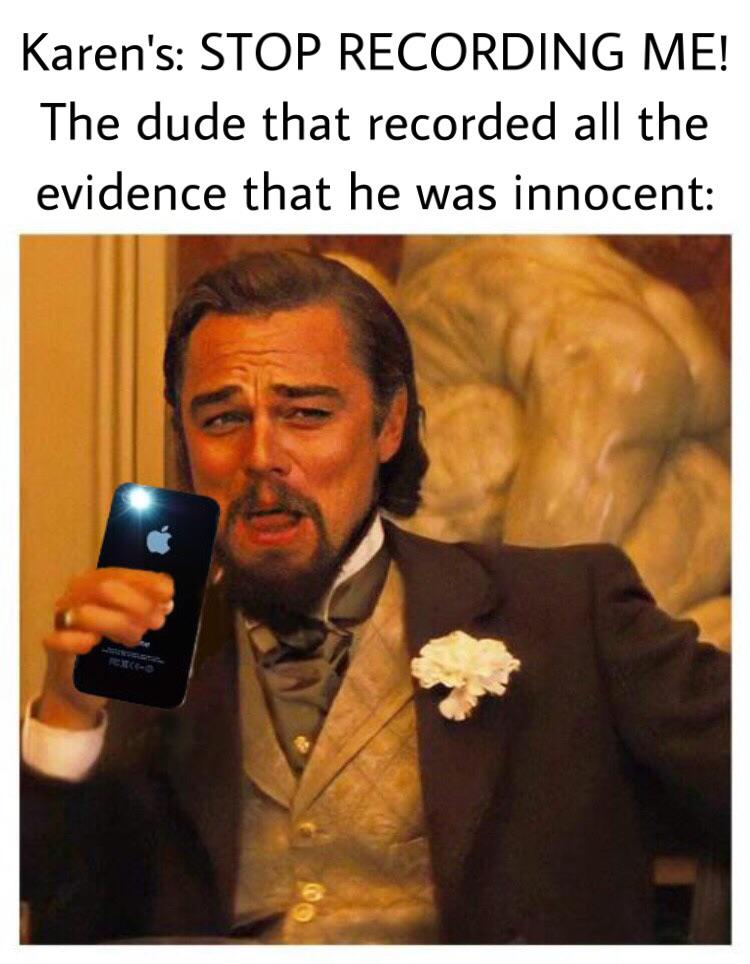 Karen's: STOP RECORDING ME!
The dude that recorded all the
evidence that he was innocent: